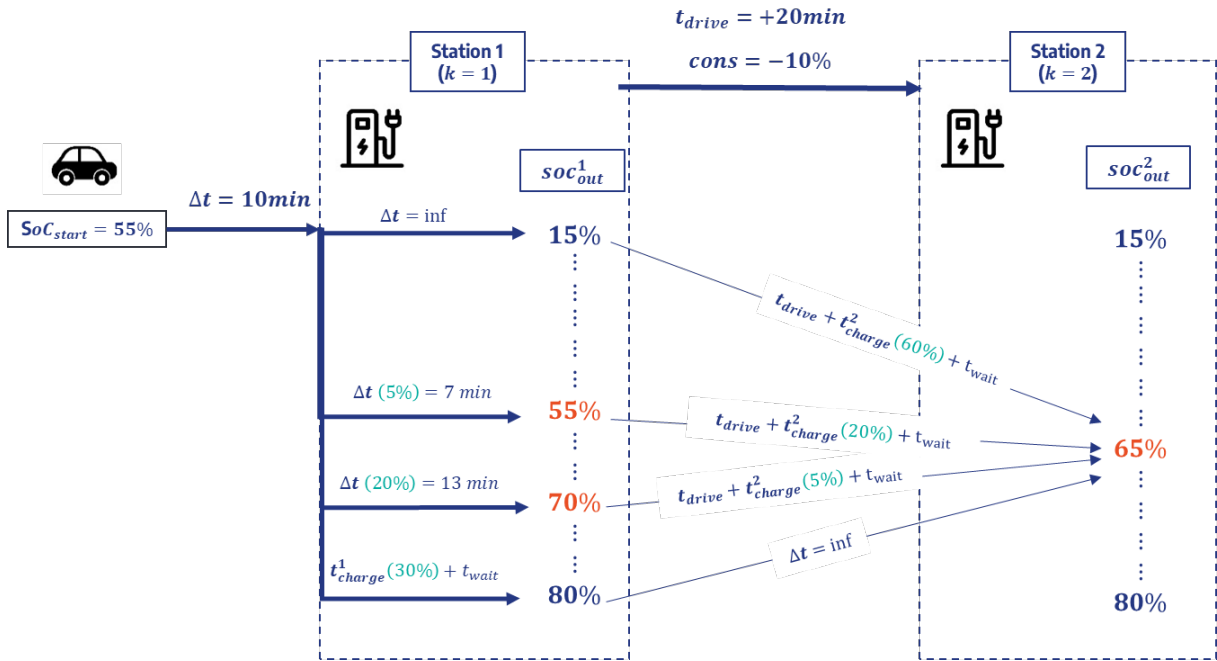 t_drive = +20min
cons = −10%
Station 1
(k = 1)
Station 2
(k = 2)
soc¹_out
soc²_out
SoC_start = 55%
Δt = 10min
Δt = inf
15%
15%
t_drive + t²_charge(60%) + t_wait
Δt (5%) = 7 min
55%
t_drive + t²_charge(20%) + t_wait
65%
Δt (20%) = 13 min
70%
t_drive + t²_charge(5%) + t_wait
Δt = inf
t¹_charge(30%) + t_wait
80%
80%